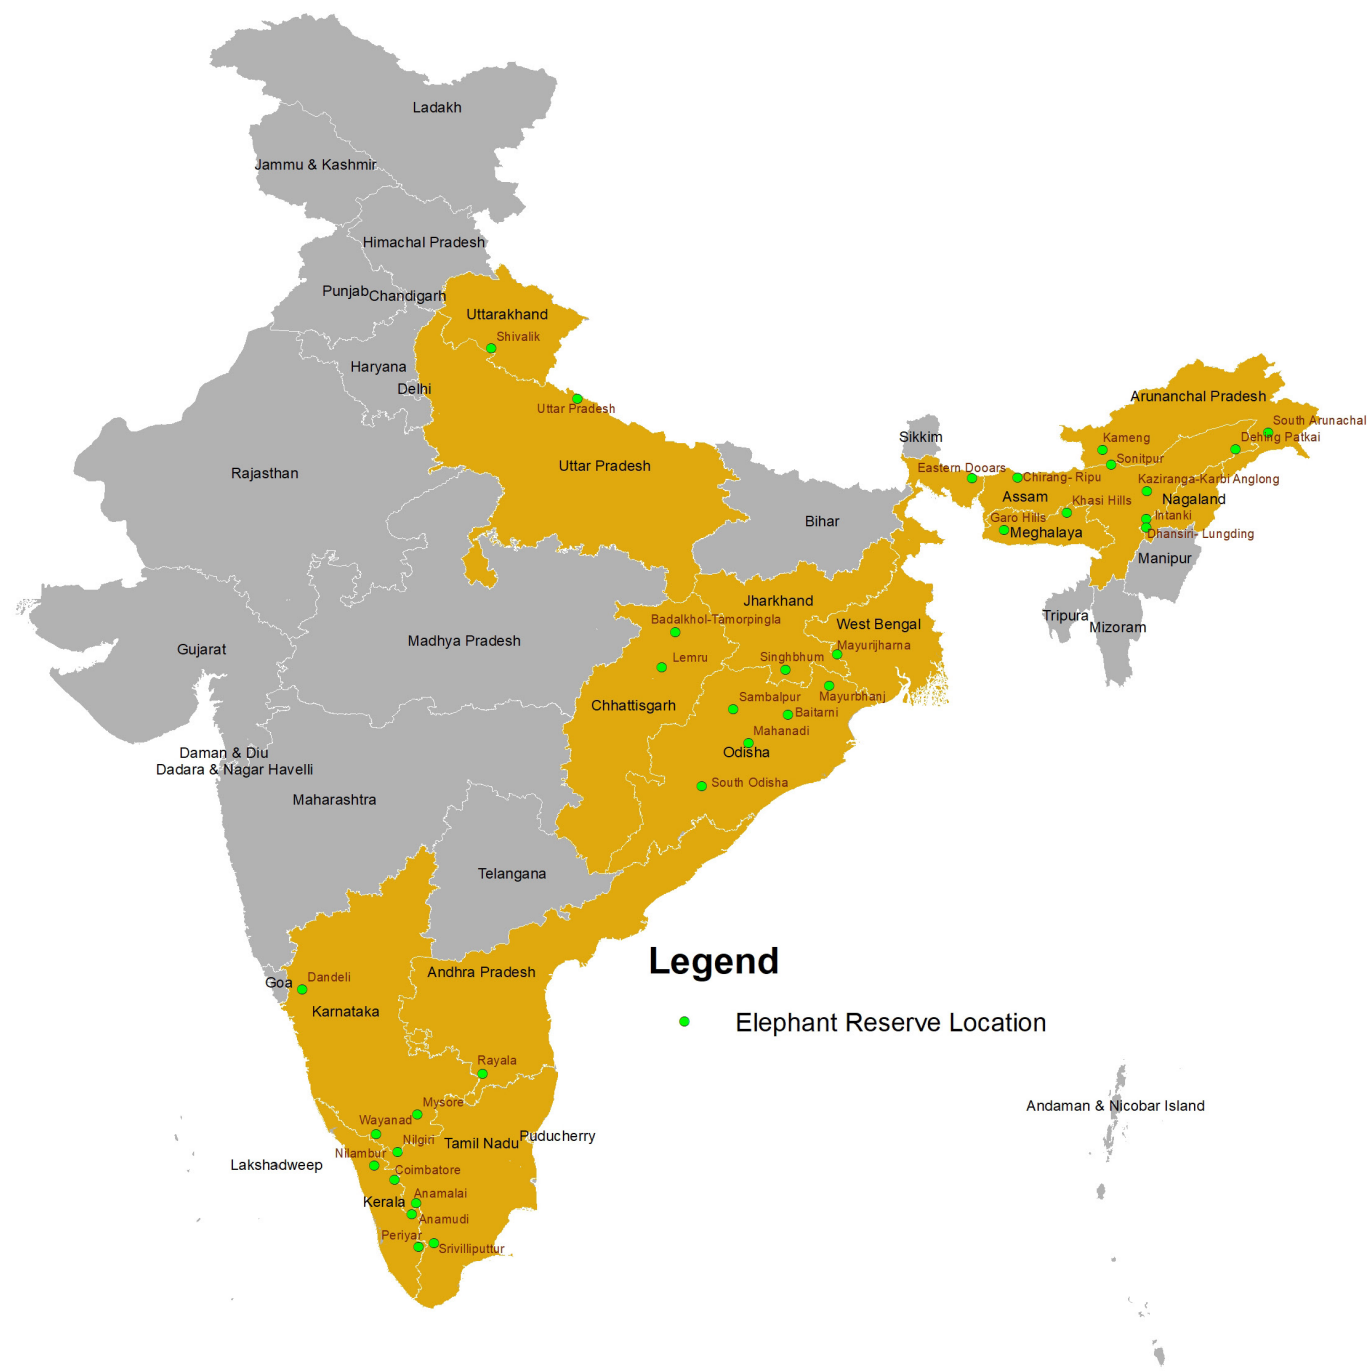 Ladakh
Jammu & Kashmir
Himachal Pradesh
Punjab
Chandigarh
Uttarakhand
Shivalik
Haryana
Delhi
Uttar Pradesh
Arunanchal Pradesh
South Arunachal
Sikkim
Kameng
Dehing Patkai
Rajasthan
Uttar Pradesh
Eastern Dooars
Sonitpur
Chirang- Ripu
Kaziranga-Karbi Anglong
Assam
Khasi Hills
Nagaland
Bihar
Garo Hills
Intanki
Meghalaya
Dhansiri- Lungding
Manipur
Jharkhand
Tripura
Badalkhol-Tamorpingla
West Bengal
Mizoram
Gujarat
Madhya Pradesh
Mayurijharna
Lemru
Singhbhum
Chhattisgarh
Sambalpur
Mayurbhanj
Baitarni
Mahanadi
Daman & Diu
Odisha
Dadara & Nagar Havelli
South Odisha
Maharashtra
Telangana
Legend
Goa
Dandeli
Andhra Pradesh
Karnataka
Elephant Reserve Location
Rayala
Mysore
Andaman & Nicobar Island
Wayanad
Nilgiri
Tamil Nadu
Puducherry
Nilambur
Lakshadweep
Coimbatore
Kerala
Anamalai
Anamudi
Periyar
Srivilliputtur